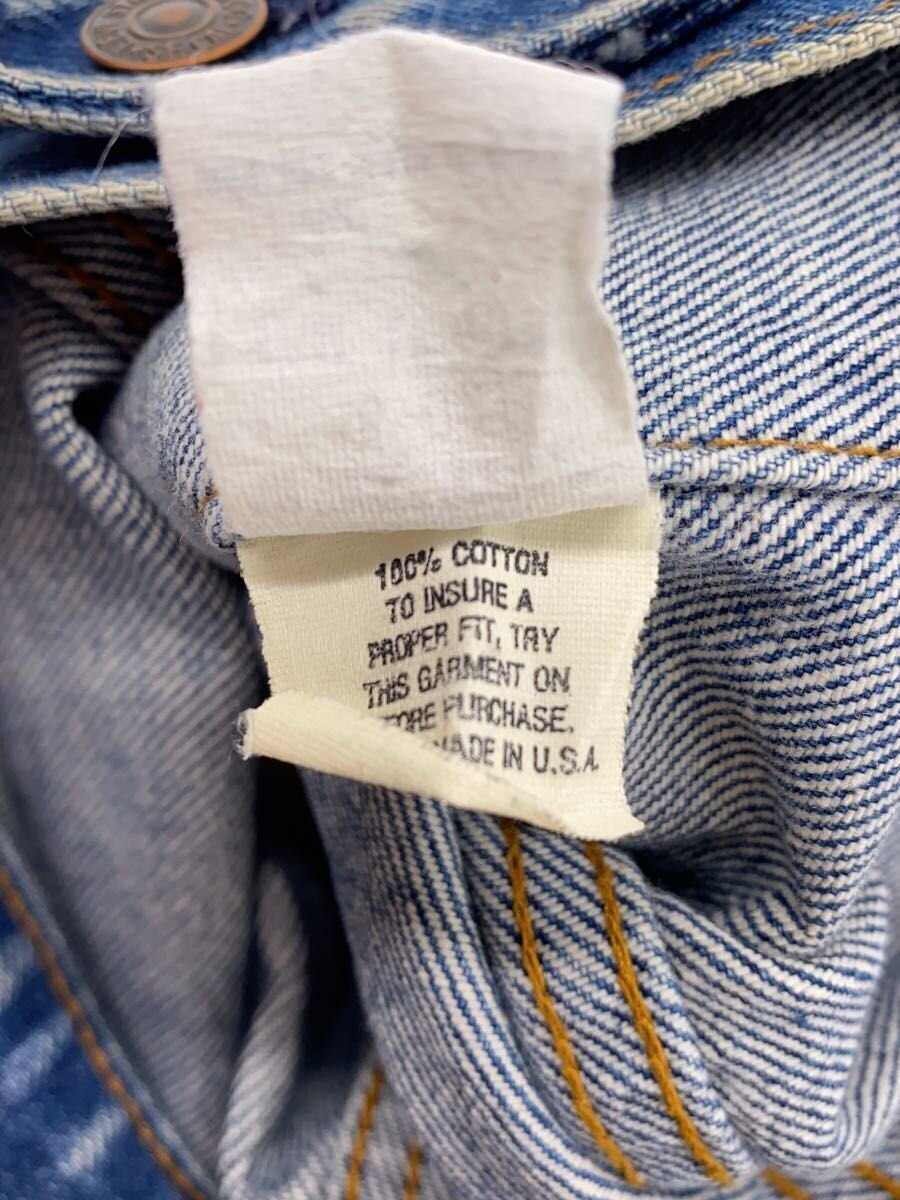 100% COTTON
TO INSURE A
PROPER FIT, TRY
THIS GARMENT ON
PURCHASE.
MADE IN U.S.A.